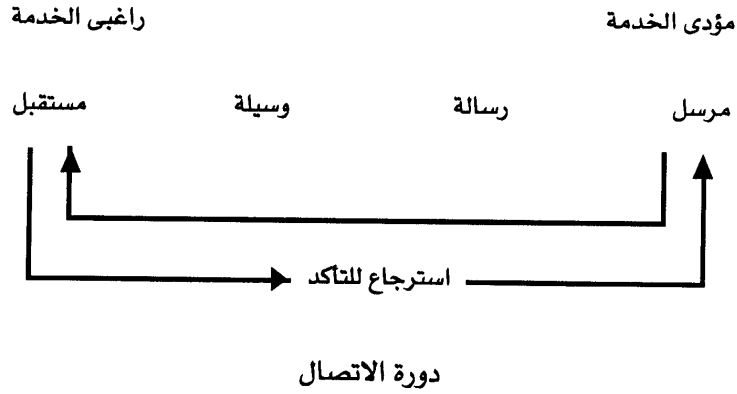 مؤدى الخدمة راغبى الخدمة
مرسل رسالة وسيلة مستقبل
استرجاع للتأكد
دورة الاتصال